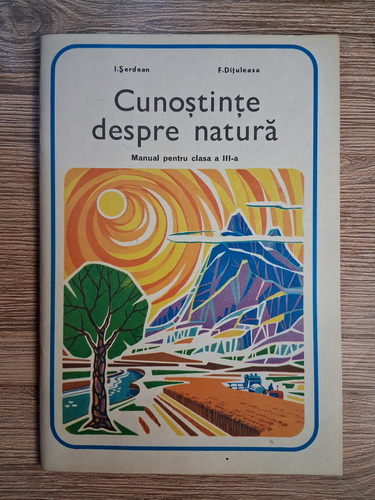 I. Şerdean F. Diţuleasa
Cunoştinţe
despre natură
Manual pentru clasa a III-a